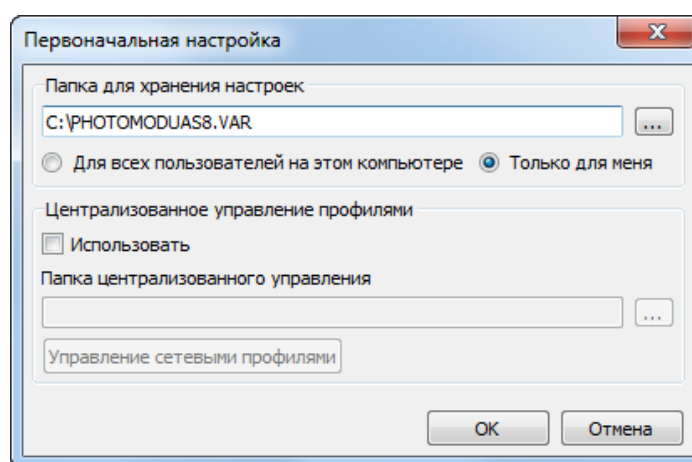 Первоначальная настройка
Папка для хранения настроек
C:\PHOTOMODUAS8.VAR
...
Для всех пользователей на этом компьютере Только для меня
Централизованное управление профилями
Использовать
Папка централизованного управления
...
Управление сетевыми профилями
OK Отмена